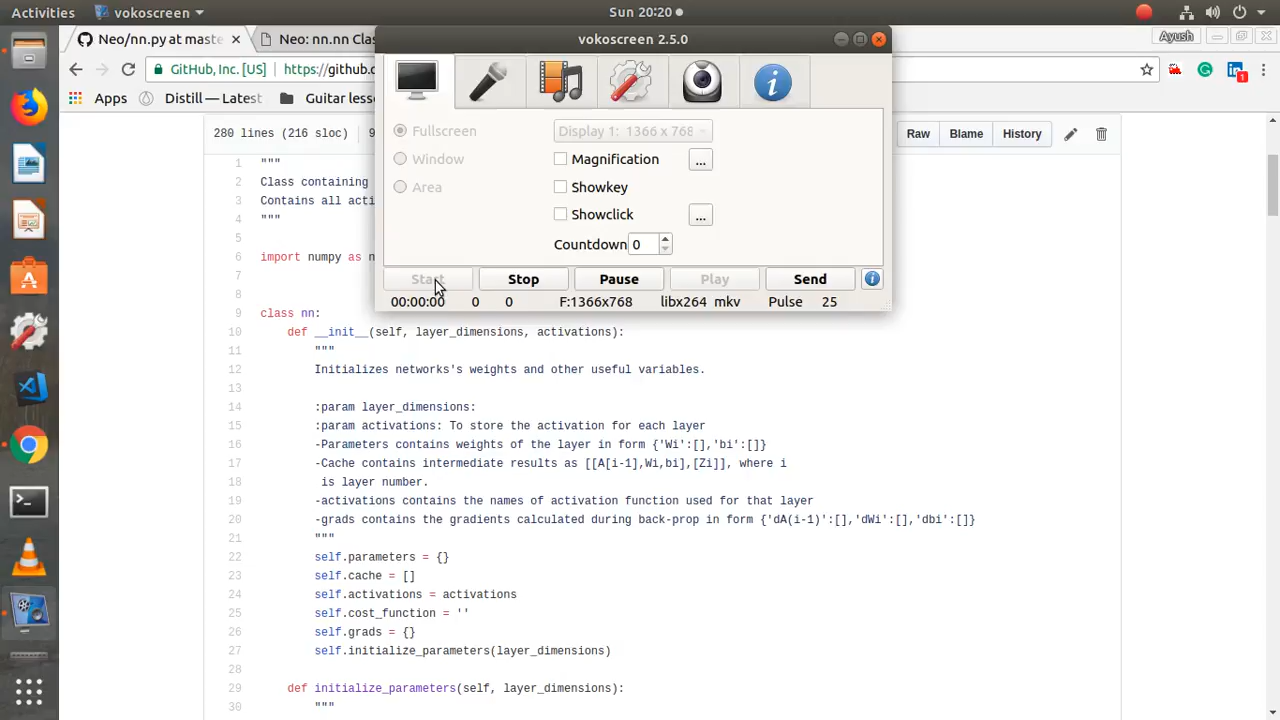 Activities
vokoscreen
Sun 20:20
Neo/nn.py at maste
Neo: nn.nn Clas
vokoscreen 2.5.0
Ayush
GitHub, Inc. [US]
https://github.c
1
Apps
Distill — Latest
Guitar less
Fullscreen
Display 1: 1366 x 768
Window
Magnification
...
Area
Showkey
Showclick
...
Countdown 0
Start
Stop
Pause
Play
Send
00:00:00 0 0 F:1366x768 libx264 mkv Pulse 25
280 lines (216 sloc)
9
Raw
Blame
History
1 """
2 Class containing
3 Contains all acti
4 """
5
6 import numpy as n
7
8
9 class nn:
10 def __init__(self, layer_dimensions, activations):
11 """
12 Initializes networks's weights and other useful variables.
13
14 :param layer_dimensions:
15 :param activations: To store the activation for each layer
16 -Parameters contains weights of the layer in form {'Wi':[],'bi':[]}
17 -Cache contains intermediate results as [[A[i-1],Wi,bi],[Zi]], where i
18 is layer number.
19 -activations contains the names of activation function used for that layer
20 -grads contains the gradients calculated during back-prop in form {'dA(i-1)':[],'dWi':[],'dbi':[]}
21 """
22 self.parameters = {}
23 self.cache = []
24 self.activations = activations
25 self.cost_function = ''
26 self.grads = {}
27 self.initialize_parameters(layer_dimensions)
28
29 def initialize_parameters(self, layer_dimensions):
30 """